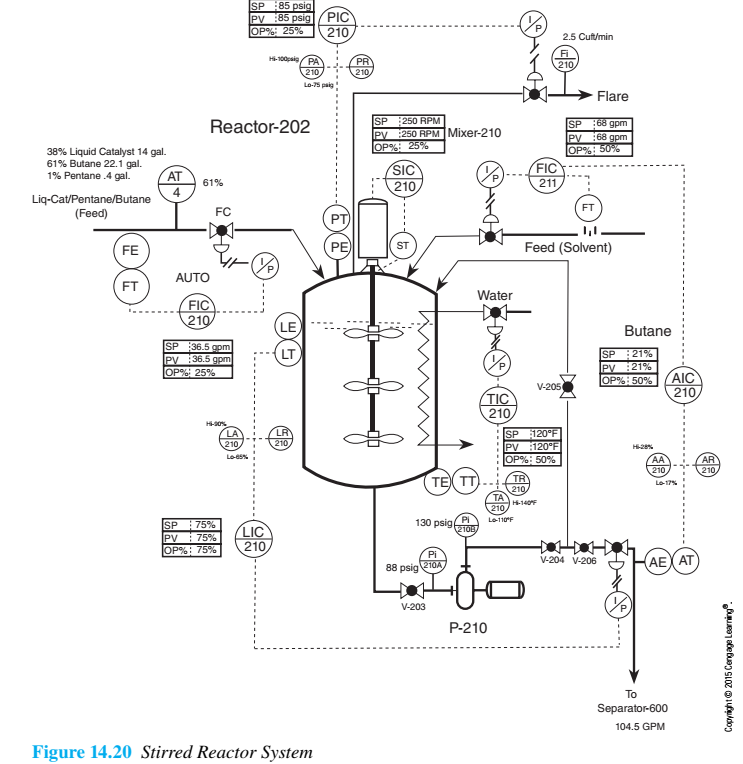 SP 85 psig
PV 85 psig
OP% 25%
PIC
210
I/P
2.5 Cuft/min
Fi
210
Hi-100psig
PA
210
PR
210
Lo-75 psig
Flare
Reactor-202
SP 250 RPM
PV 250 RPM
OP% 25%
Mixer-210
SP 68 gpm
PV 68 gpm
OP% 50%
38% Liquid Catalyst 14 gal.
61% Butane 22.1 gal.
1% Pentane .4 gal.
AT
4
61%
SIC
210
I/P
FIC
211
Liq-Cat/Pentane/Butane
(Feed)
FC
PT
FT
FE
PE
ST
Feed (Solvent)
I/P
FT
AUTO
FIC
210
Water
LE
Butane
SP 36.5 gpm
PV 36.5 gpm
OP% 25%
LT
I/P
SP 21%
PV 21%
OP% 50%
AIC
210
V-205
TIC
210
Hi-90%
LA
210
LR
210
Lo-65%
SP 120°F
PV 120°F
OP% 50%
Hi-28%
AA
210
AR
210
Lo-17%
TE
TT
TR
210
TA
210
Hi-140°F
Lo-110°F
SP 75%
PV 75%
OP% 75%
LIC
210
130 psig
Pi
210B
88 psig
Pi
210A
V-204
V-206
AE
AT
V-203
I/P
P-210
To
Separator-600
104.5 GPM
Copyright © 2015 Cengage Learning®.
Figure 14.20 Stirred Reactor System